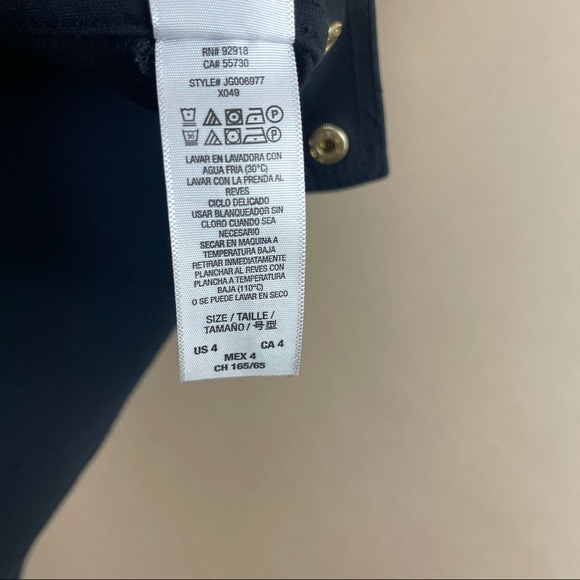 RN# 92918
CA# 55730
STYLE# JG006977
X049
LAVAR EN LAVADORA CON
AGUA FRIA (30°C)
LAVAR CON LA PRENDA AL
REVES
CICLO DELICADO
USAR BLANQUEADOR SIN
CLORO CUANDO SEA
NECESARIO
SECAR EN MAQUINA A
TEMPERATURA BAJA
RETIRAR INMEDIATAMENTE
PLANCHAR AL REVES CON
PLANCHA A TEMPERATURA
BAJA (110°C)
O SE PUEDE LAVAR EN SECO
SIZE / TAILLE /
TAMAÑO / 号型
US 4 CA 4
MEX 4
CH 165/65